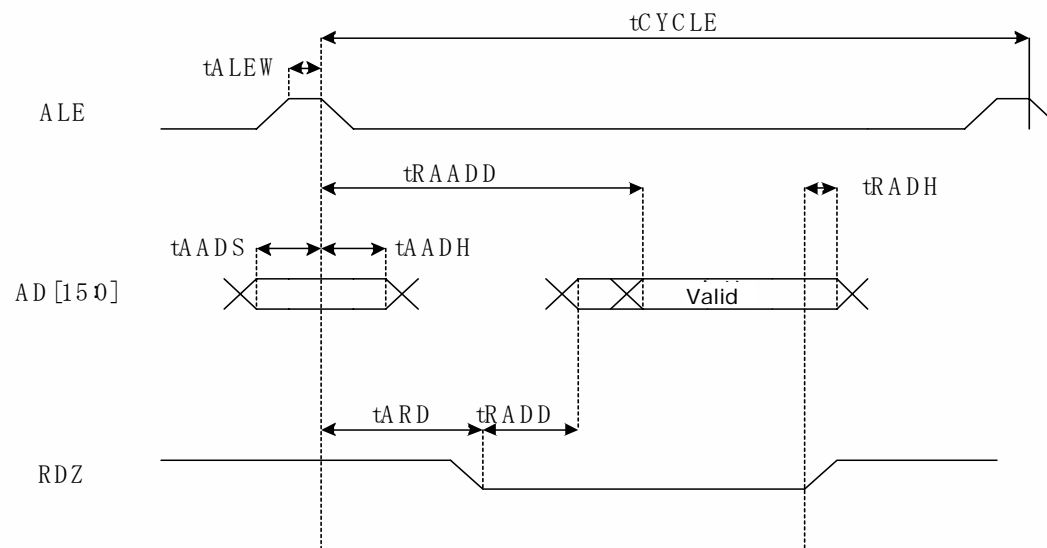 tCYCLE
tALEW
ALE
tRAADD
tRADH
tAADS
tAADH
AD[15:0]
Valid
tARD
tRADD
RDZ